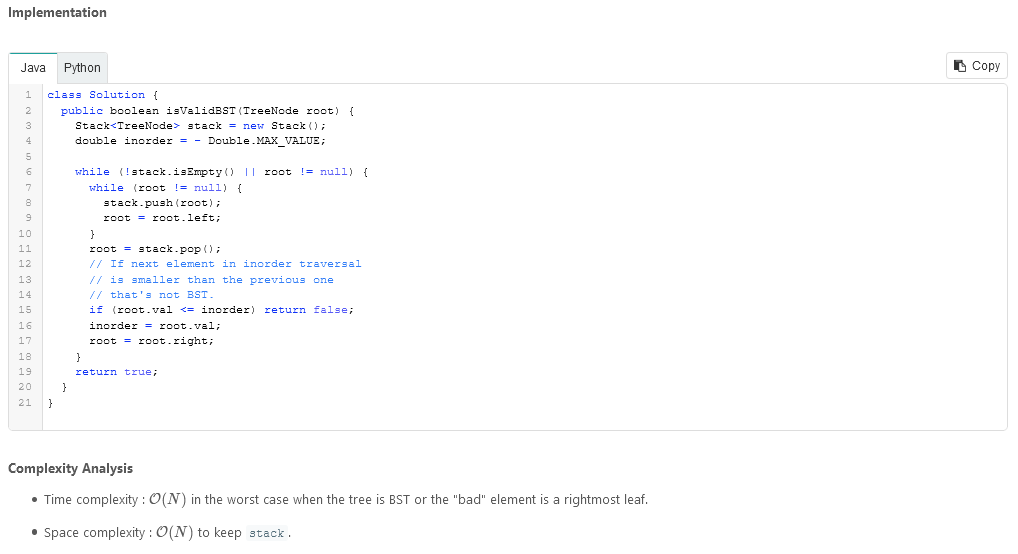 Implementation
Java Python Copy
1 class Solution {
2   public boolean isValidBST(TreeNode root) {
3     Stack<TreeNode> stack = new Stack();
4     double inorder = - Double.MAX_VALUE;
5
6     while (!stack.isEmpty() || root != null) {
7       while (root != null) {
8         stack.push(root);
9         root = root.left;
10       }
11       root = stack.pop();
12       // If next element in inorder traversal
13       // is smaller than the previous one
14       // that's not BST.
15       if (root.val <= inorder) return false;
16       inorder = root.val;
17       root = root.right;
18     }
19     return true;
20   }
21 }
Complexity Analysis
• Time complexity : O(N) in the worst case when the tree is BST or the "bad" element is a rightmost leaf.
• Space complexity : O(N) to keep stack.